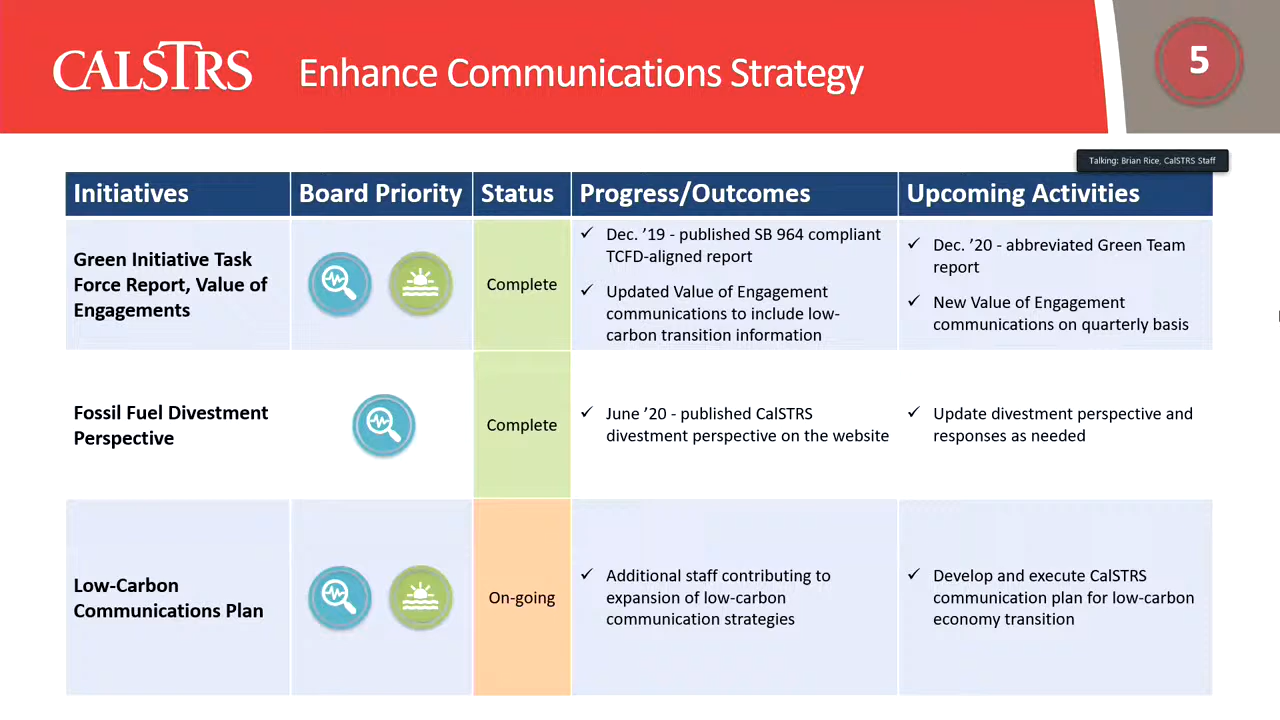 CALSTRS
Enhance Communications Strategy
5
Talking: Brian Rice, CalSTRS Staff
Initiatives
Board Priority
Status
Progress/Outcomes
Upcoming Activities
Green Initiative Task
Force Report, Value of
Engagements
Complete
Dec. ’19 - published SB 964 compliant
TCFD-aligned report
Updated Value of Engagement
communications to include low-
carbon transition information
Dec. ’20 - abbreviated Green Team
report
New Value of Engagement
communications on quarterly basis
Fossil Fuel Divestment
Perspective
Complete
June ’20 - published CalSTRS
divestment perspective on the website
Update divestment perspective and
responses as needed
Low-Carbon
Communications Plan
On-going
Additional staff contributing to
expansion of low-carbon
communication strategies
Develop and execute CalSTRS
communication plan for low-carbon
economy transition